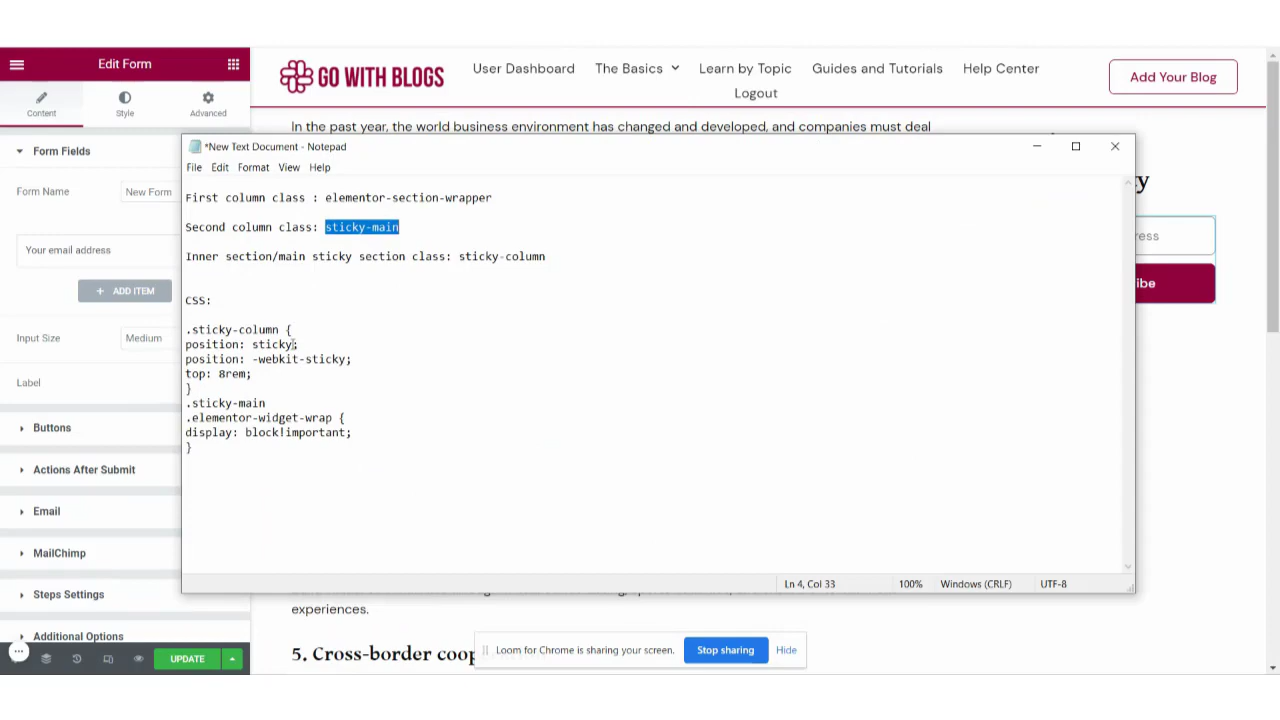 Edit Form
GO WITH BLOGS
User Dashboard The Basics Learn by Topic Guides and Tutorials Help Center
Logout
Add Your Blog
Content Style Advanced
In the past year, the world business environment has changed and developed, and companies must deal
Form Fields
Form Name New Form
Your email address
+ ADD ITEM
Input Size Medium
Label
Buttons
Actions After Submit
Email
MailChimp
Steps Settings
Additional Options
UPDATE
*New Text Document - Notepad
File Edit Format View Help
First column class : elementor-section-wrapper
Second column class: sticky-main
Inner section/main sticky section class: sticky-column
CSS:
.sticky-column {
position: sticky;
position: -webkit-sticky;
top: 8rem;
}
.sticky-main
.elementor-widget-wrap {
display: block!important;
}
Ln 4, Col 33 100% Windows (CRLF) UTF-8
y
ress
ibe
experiences.
5. Cross-border coop
Loom for Chrome is sharing your screen. Stop sharing Hide